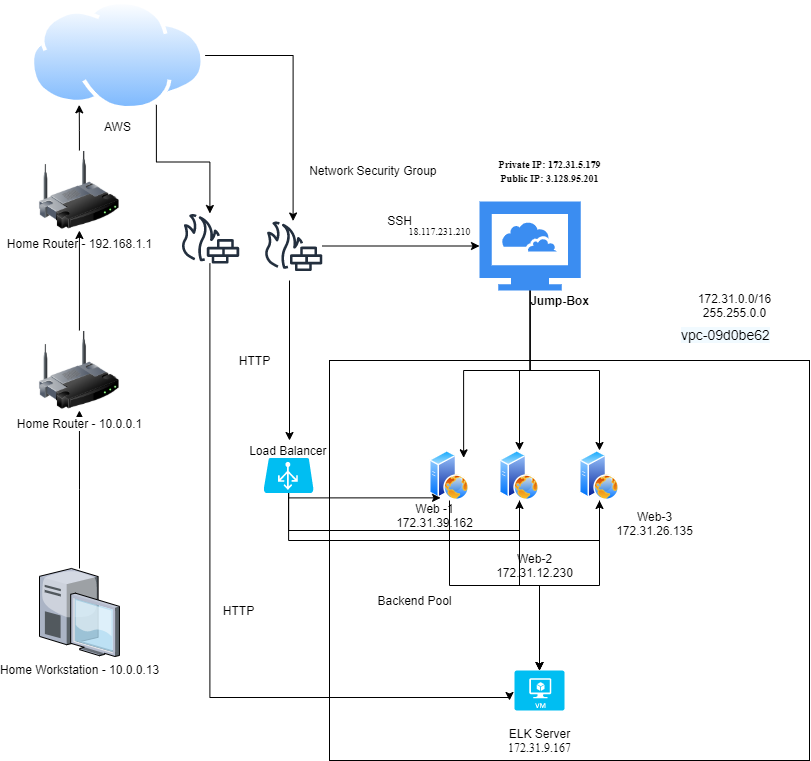 AWS
Network Security Group
Private IP: 172.31.5.179
Public IP: 3.128.95.201
SSH
18.117.231.210
Home Router - 192.168.1.1
Jump-Box
172.31.0.0/16
255.255.0.0
vpc-09d0be62
HTTP
Home Router - 10.0.0.1
Load Balancer
Web -1
172.31.39.162
Web-3
172.31.26.135
Web-2
172.31.12.230
Backend Pool
HTTP
Home Workstation - 10.0.0.13
VM
ELK Server
172.31.9.167